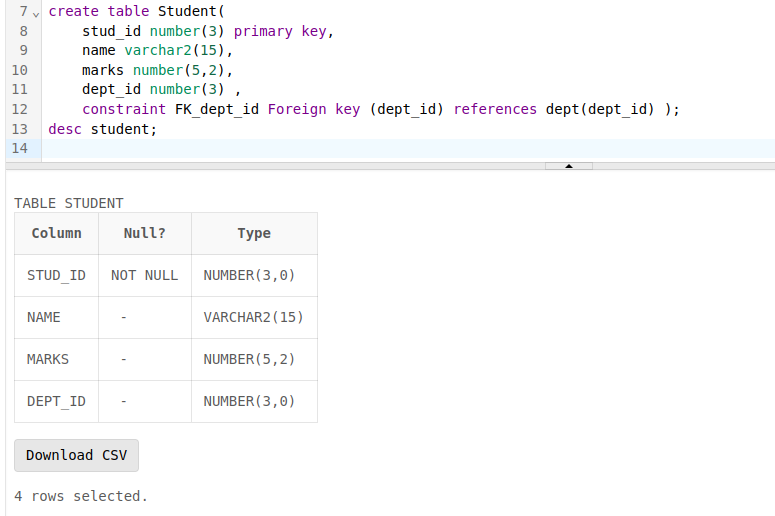 7 create table Student(
8 stud_id number(3) primary key,
9 name varchar2(15),
10 marks number(5,2),
11 dept_id number(3) ,
12 constraint FK_dept_id Foreign key (dept_id) references dept(dept_id) );
13 desc student;
14
TABLE STUDENT
Column Null? Type
STUD_ID NOT NULL NUMBER(3,0)
NAME - VARCHAR2(15)
MARKS - NUMBER(5,2)
DEPT_ID - NUMBER(3,0)
Download CSV
4 rows selected.